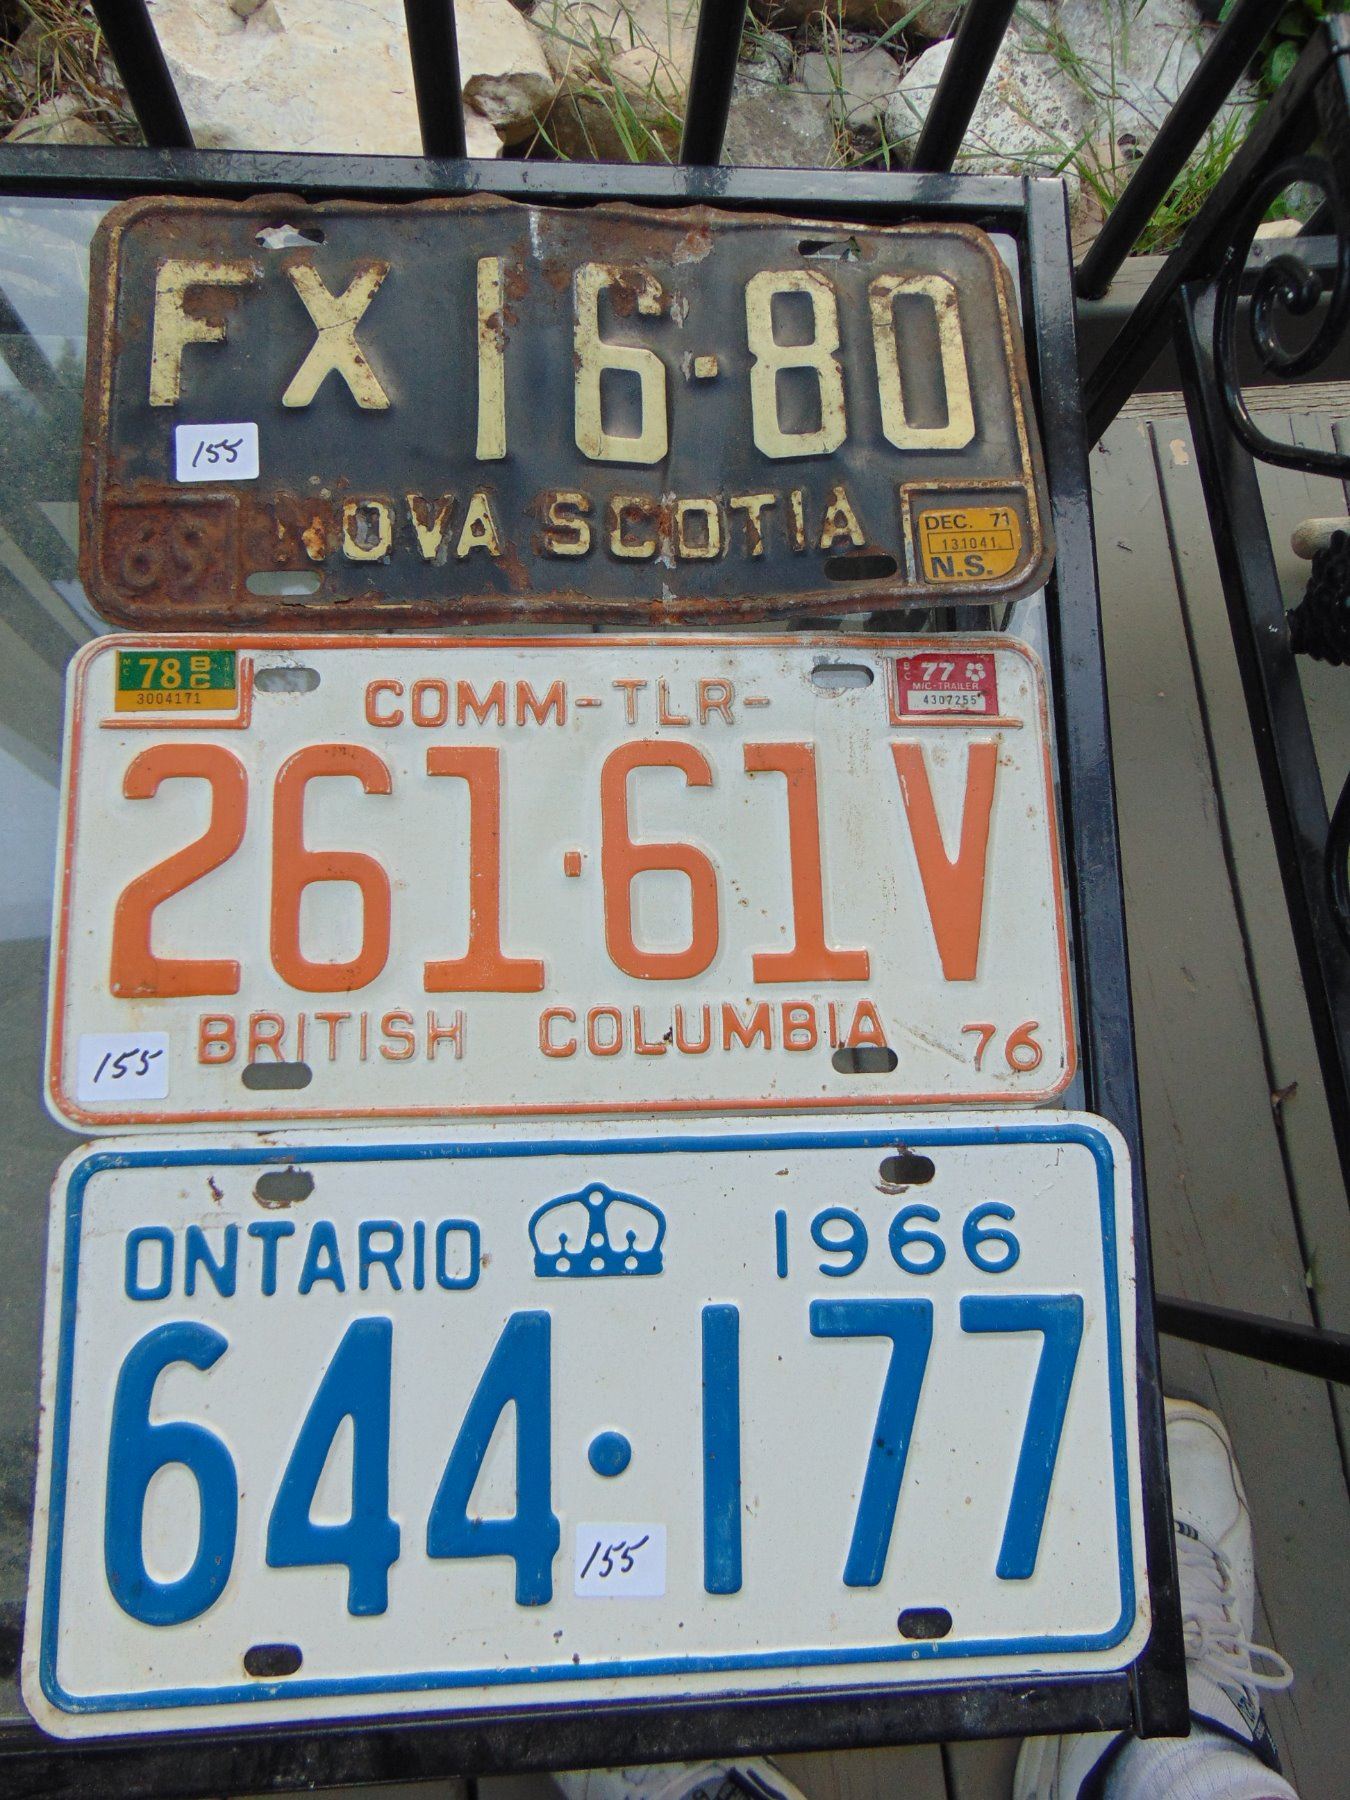 FX 16·80
155
NOVA SCOTIA
69
DEC. 71
131041
N.S.
78 BC
3004171
COMM-TLR-
BC 77
M/C-TRAILER
4307255
261·61V
BRITISH COLUMBIA 76
155
ONTARIO 1966
644·177
155